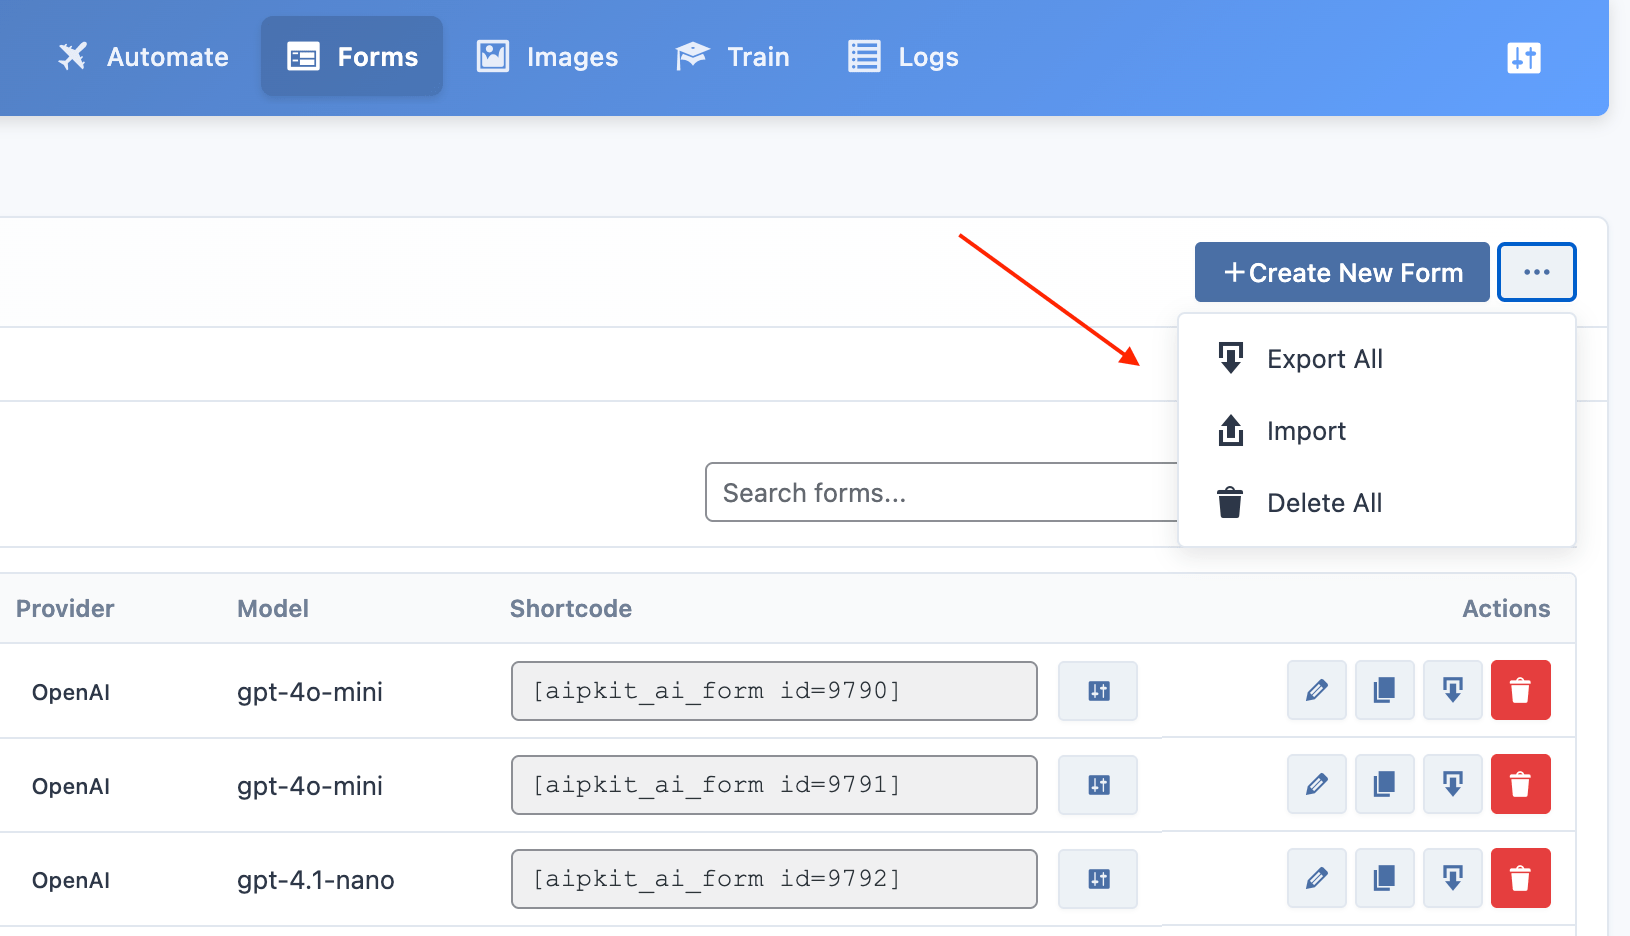 Automate Forms Images Train Logs
+Create New Form ...
Export All
Import
Delete All
Search forms...
Provider Model Shortcode Actions
OpenAI gpt-4o-mini [aipkit_ai_form id=9790]
OpenAI gpt-4o-mini [aipkit_ai_form id=9791]
OpenAI gpt-4.1-nano [aipkit_ai_form id=9792]